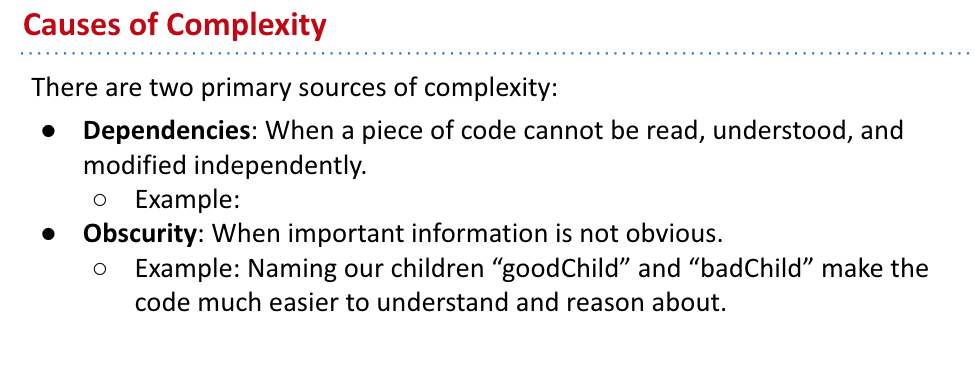 Causes of Complexity
There are two primary sources of complexity:
● Dependencies: When a piece of code cannot be read, understood, and
modified independently.
○ Example:
● Obscurity: When important information is not obvious.
○ Example: Naming our children “goodChild” and “badChild” make the
code much easier to understand and reason about.